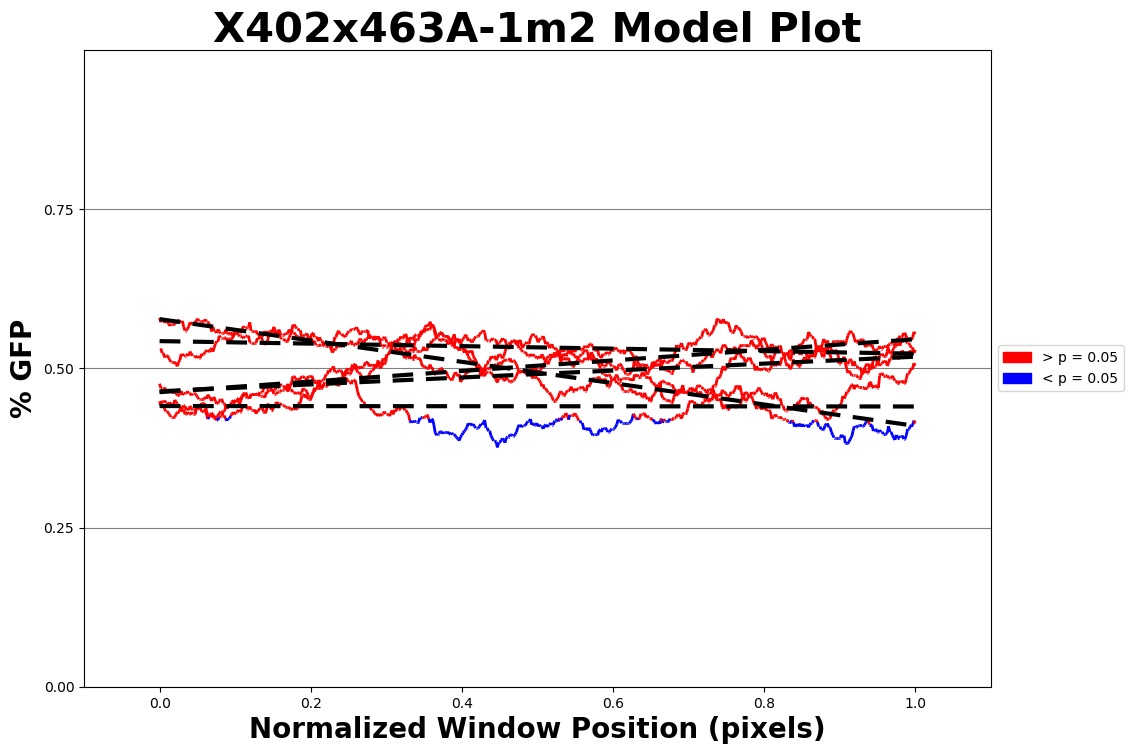 X402x463A-1m2 Model Plot
% GFP
0.75
0.50
0.25
0.00
0.0 0.2 0.4 0.6 0.8 1.0
Normalized Window Position (pixels)
> p = 0.05
< p = 0.05